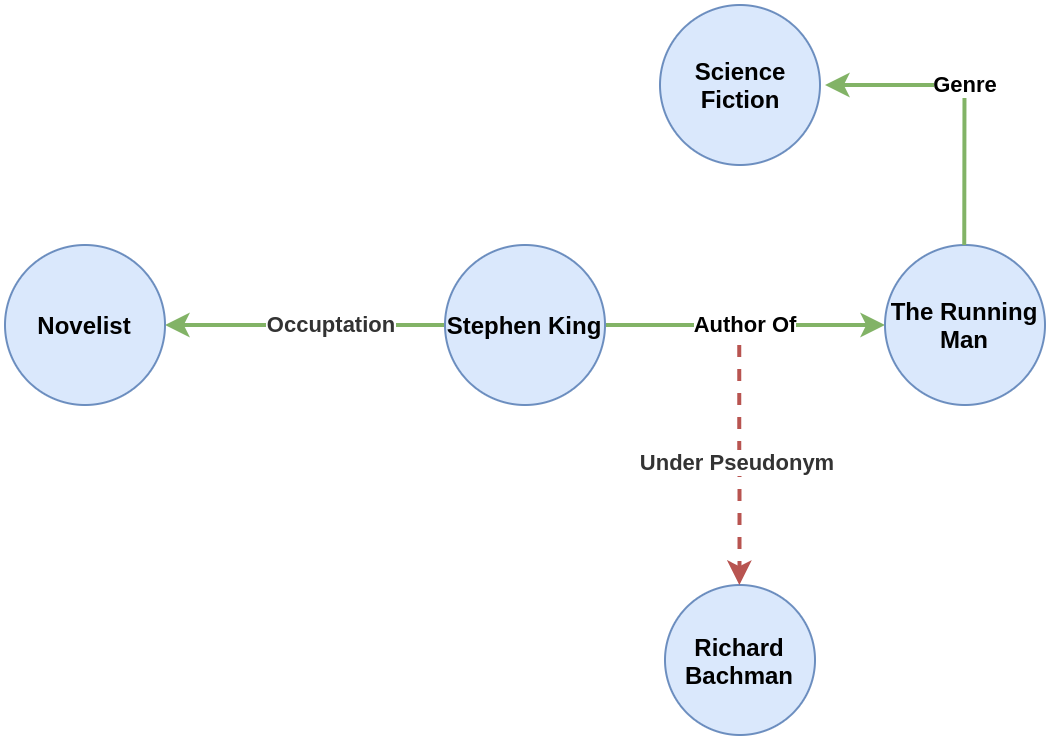 Science
Fiction
Genre
Novelist
Occuptation
Stephen King
Author Of
The Running
Man
Under Pseudonym
Richard
Bachman